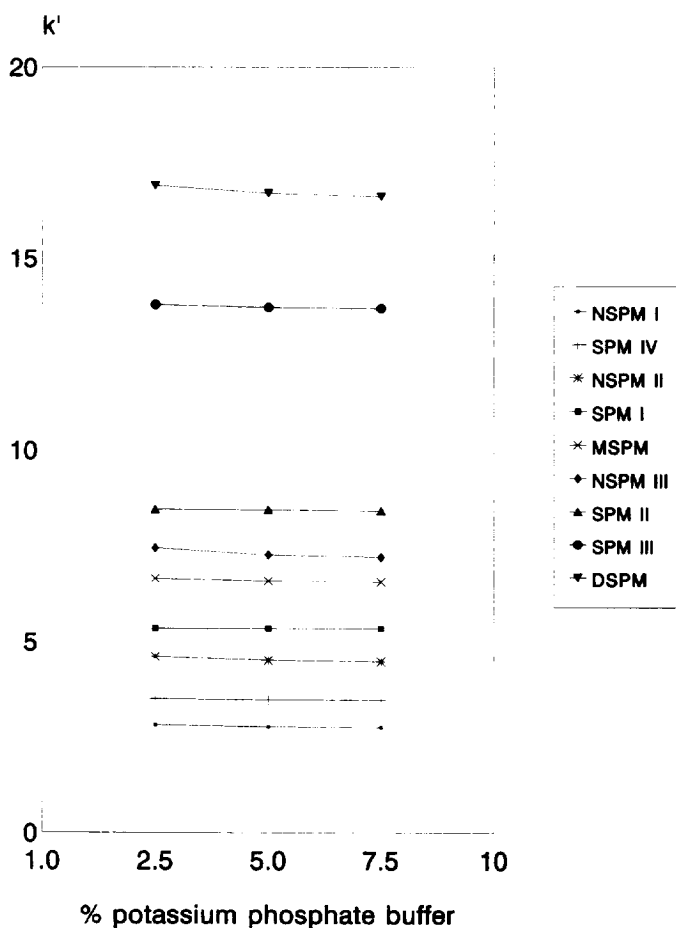 k'
20
15
10
5
0
1.0 2.5 5.0 7.5 10
% potassium phosphate buffer
NSPM I
SPM IV
NSPM II
SPM I
MSPM
NSPM III
SPM II
SPM III
DSPM